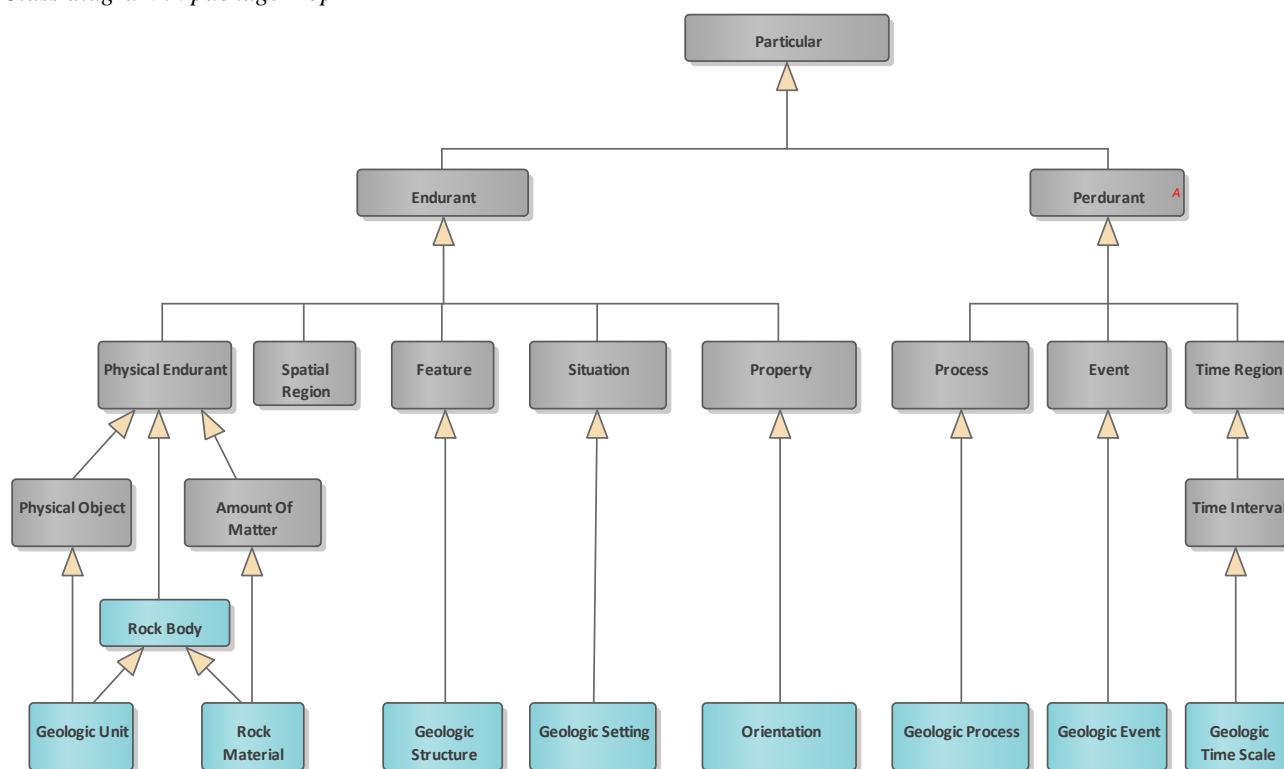 Particular
Endurant
Perdurant
A
Physical Endurant
Spatial
Region
Feature
Situation
Property
Process
Event
Time Region
Physical Object
Amount Of
Matter
Time Interval
Rock Body
Geologic Unit
Rock
Material
Geologic
Structure
Geologic Setting
Orientation
Geologic Process
Geologic Event
Geologic
Time Scale